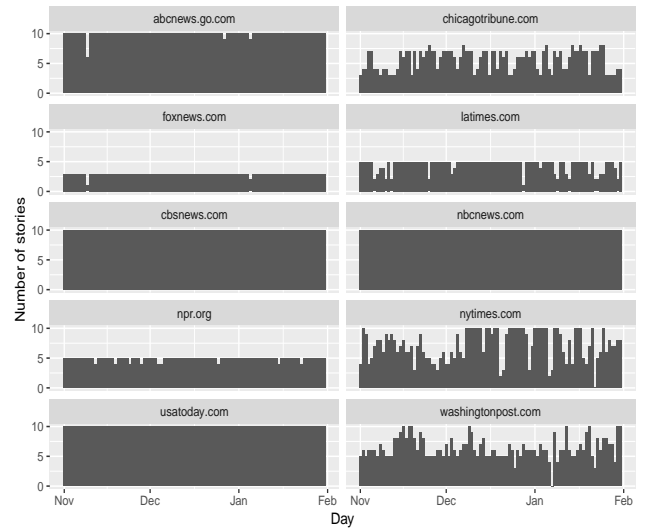 abcnews.go.com chicagotribune.com
10
5
0
foxnews.com latimes.com
10
5
0
cbsnews.com nbcnews.com
10
5
0
npr.org nytimes.com
10
5
0
usatoday.com washingtonpost.com
10
5
0
Nov Dec Jan Feb Nov Dec Jan Feb
Day
Number of stories